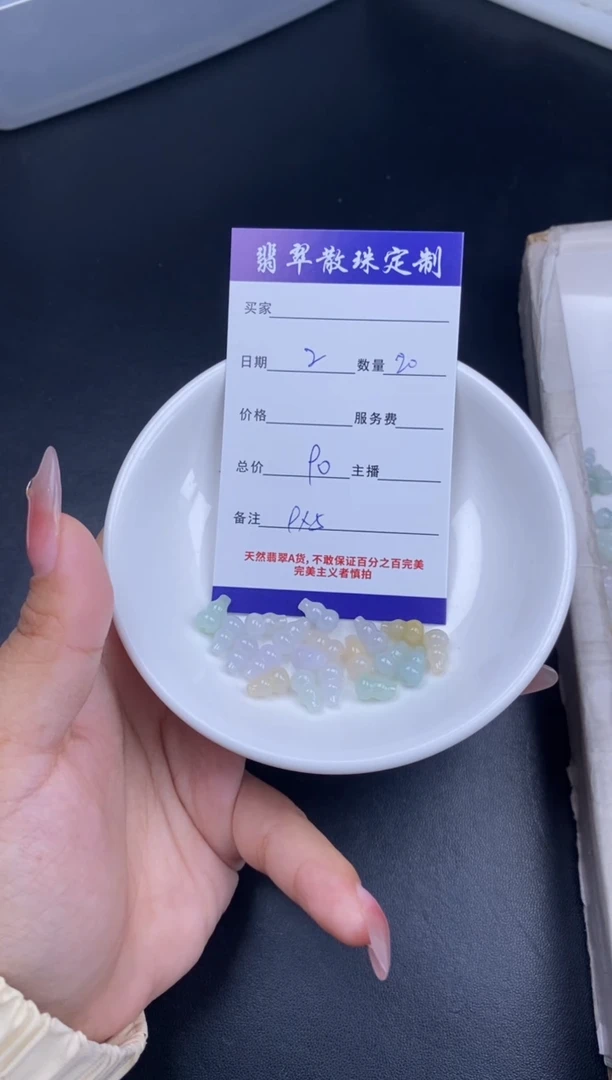 翡翠散珠定制
买家
日期 2 数量 20
价格 服务费
总价 90 主播
备注
天然翡翠A货,不敢保证百分之百完美
完美主义者慎拍